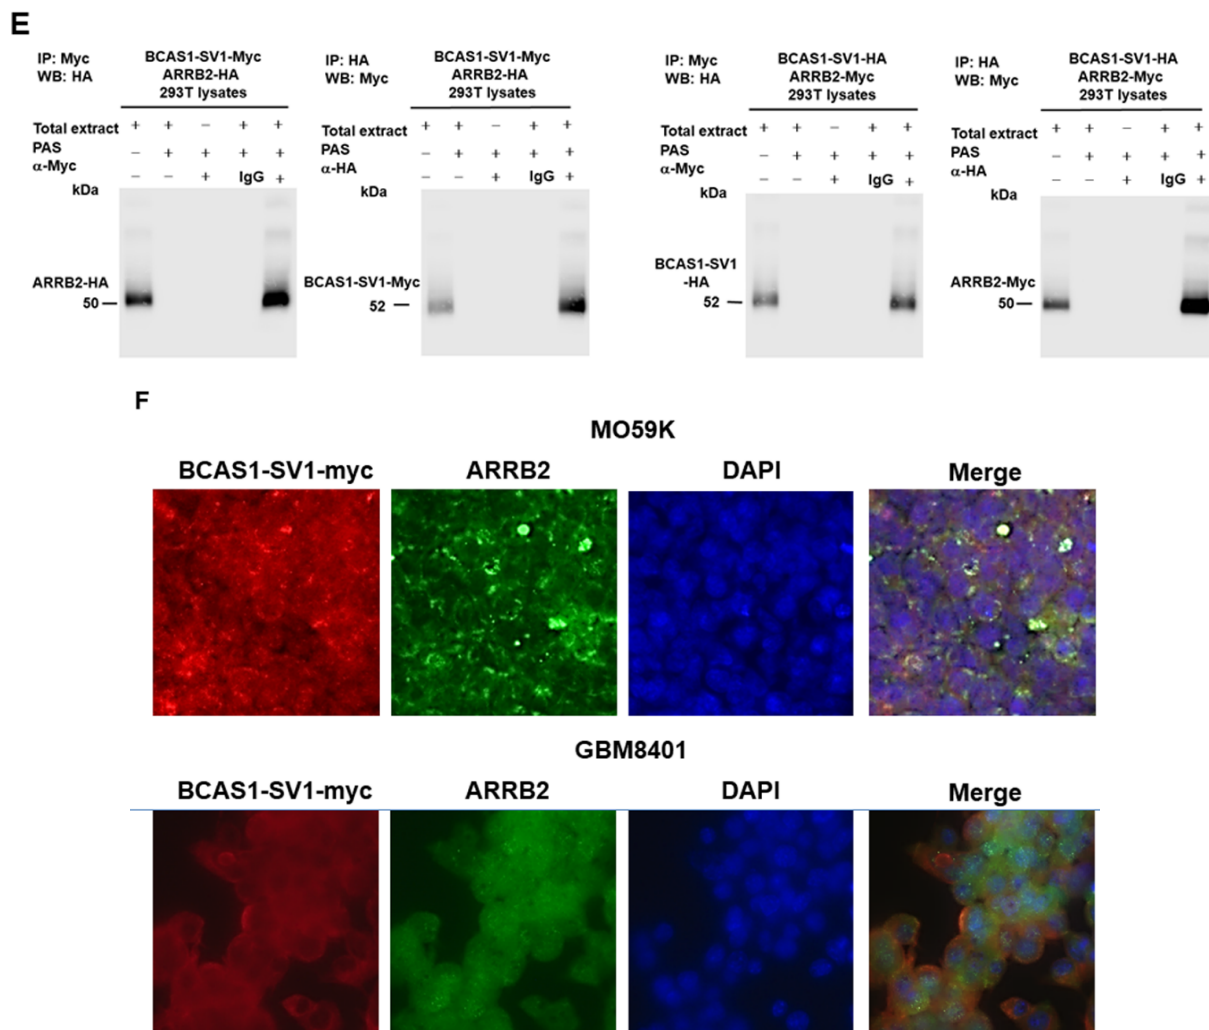 E
IP: Myc
WB: HA
BCAS1-SV1-Myc
ARRB2-HA
293T lysates
Total extract + + – + +
PAS – + + + +
α-Myc – – + IgG +
kDa
ARRB2-HA
50
IP: HA
WB: Myc
BCAS1-SV1-Myc
ARRB2-HA
293T lysates
Total extract + + – + +
PAS – + + + +
α-HA – – + IgG +
kDa
BCAS1-SV1-Myc
52
IP: Myc
WB: HA
BCAS1-SV1-HA
ARRB2-Myc
293T lysates
Total extract + + – + +
PAS – + + + +
α-Myc – – + IgG +
kDa
BCAS1-SV1
-HA
52
IP: HA
WB: Myc
BCAS1-SV1-HA
ARRB2-Myc
293T lysates
Total extract + + – + +
PAS – + + + +
α-HA – – + IgG +
kDa
ARRB2-Myc
50
F
MO59K
BCAS1-SV1-myc ARRB2 DAPI Merge
GBM8401
BCAS1-SV1-myc ARRB2 DAPI Merge